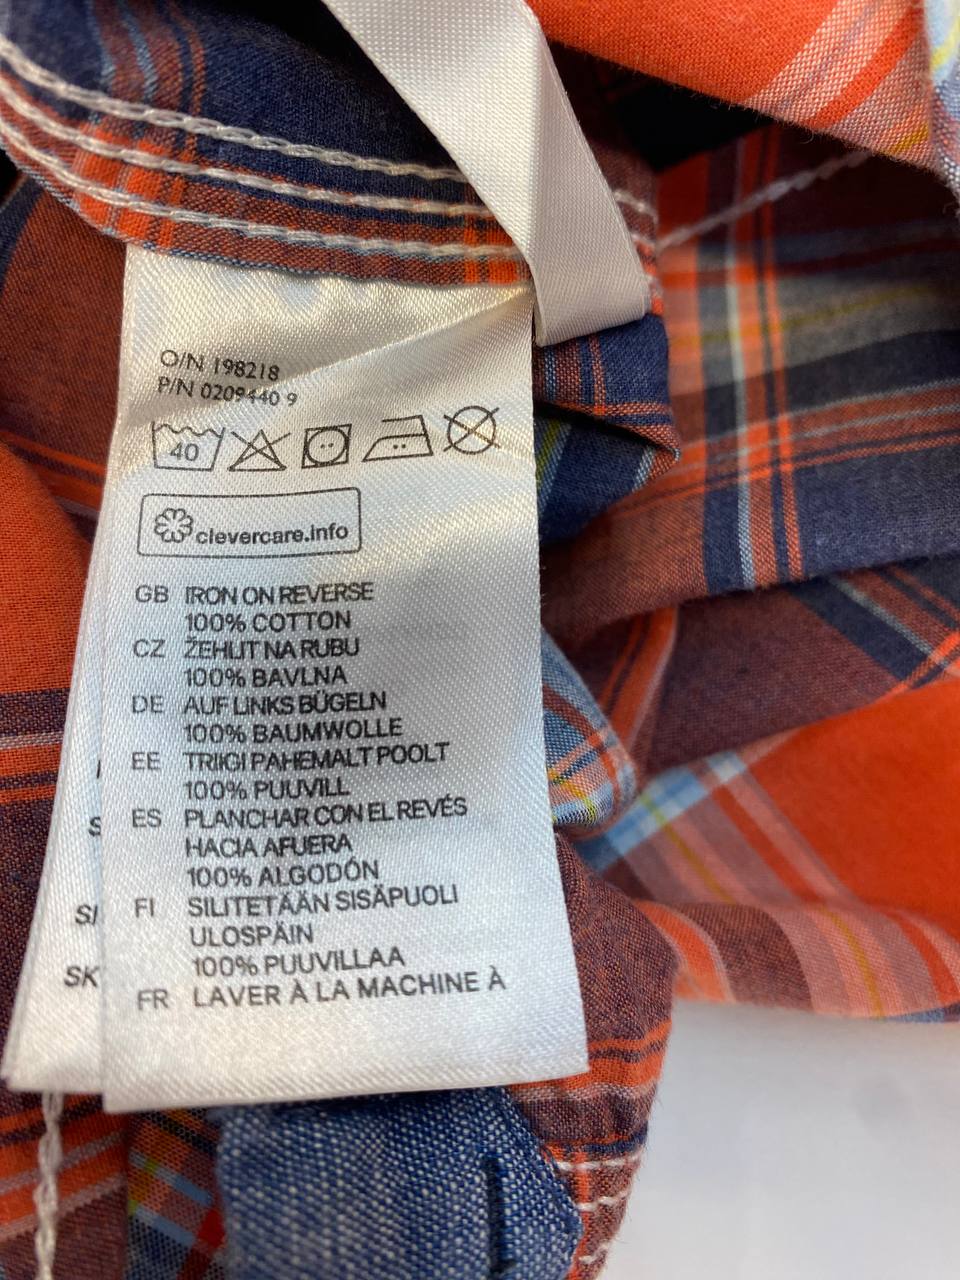 O/N 198218
P/N 0209440 9
40
clevercare.info
GB IRON ON REVERSE
100% COTTON
CZ ŽEHLIT NA RUBU
100% BAVLNA
DE AUF LINKS BÜGELN
100% BAUMWOLLE
EE TRIIGI PAHEMALT POOLT
100% PUUVILL
ES PLANCHAR CON EL REVÉS
HACIA AFUERA
100% ALGODÓN
FI SILITETÄÄN SISÄPUOLI
ULOSPÄIN
100% PUUVILLAA
FR LAVER À LA MACHINE À
SK